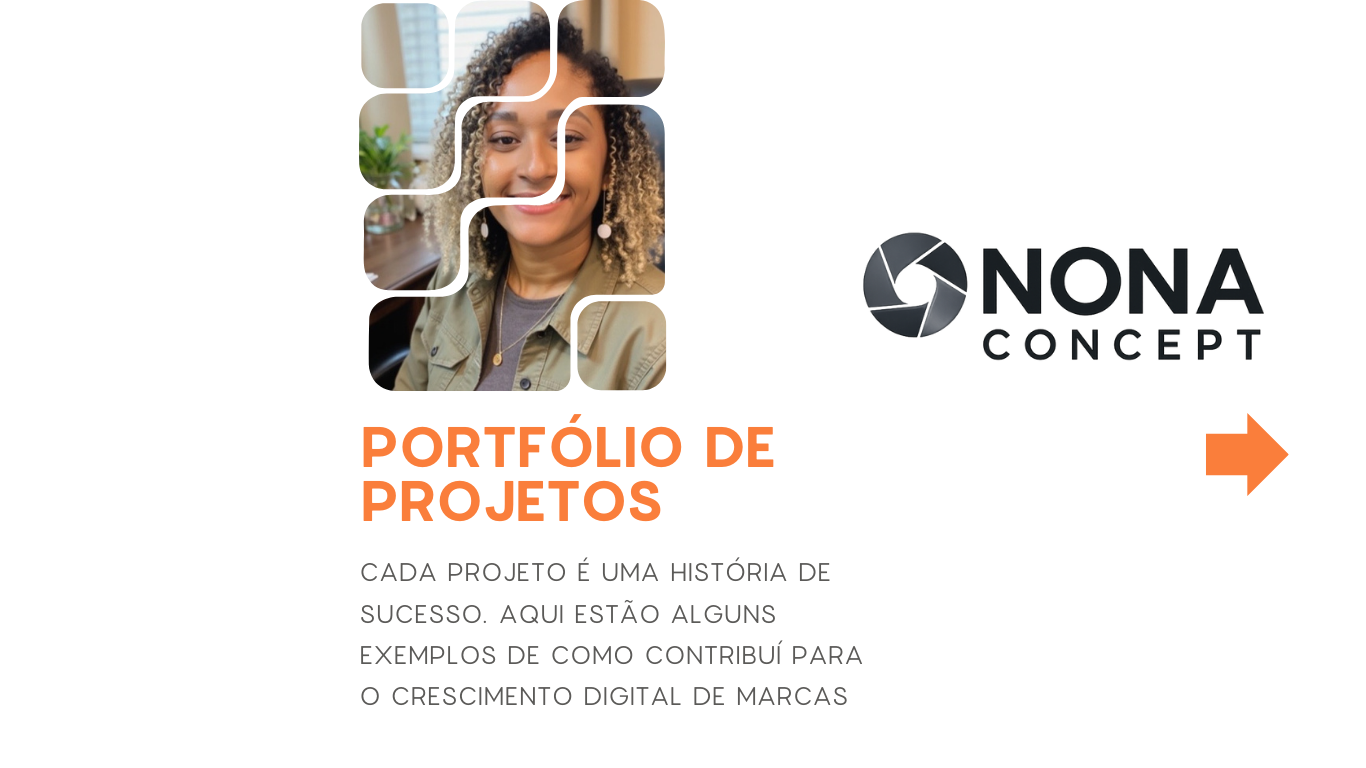 NONA
CONCEPT
PORTFÓLIO DE
PROJETOS
CADA PROJETO É UMA HISTÓRIA DE
SUCESSO. AQUI ESTÃO ALGUNS
EXEMPLOS DE COMO CONTRIBUÍ PARA
O CRESCIMENTO DIGITAL DE MARCAS